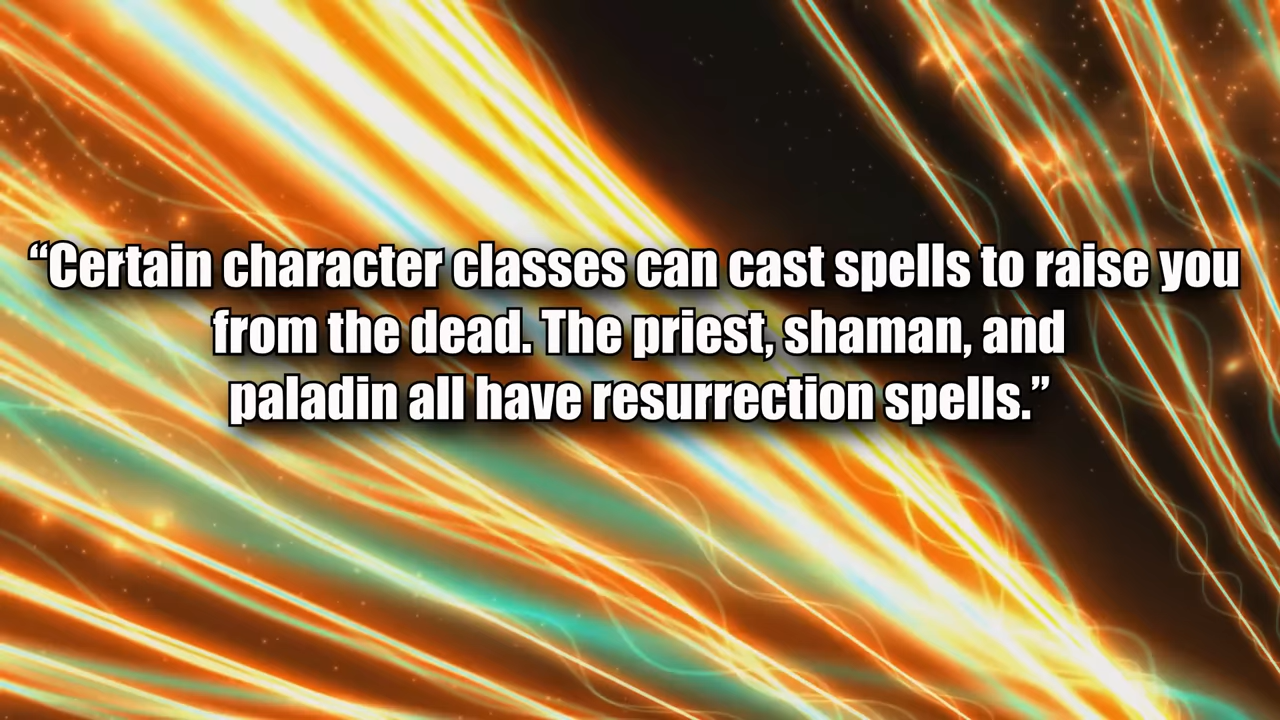 “Certain character classes can cast spells to raise you
from the dead. The priest, shaman, and
paladin all have resurrection spells.”